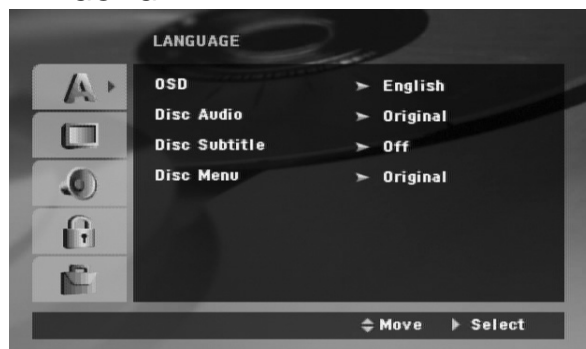 LANGUAGE
A
OSD English
Disc Audio Original
Disc Subtitle Off
Disc Menu Original
Move Select